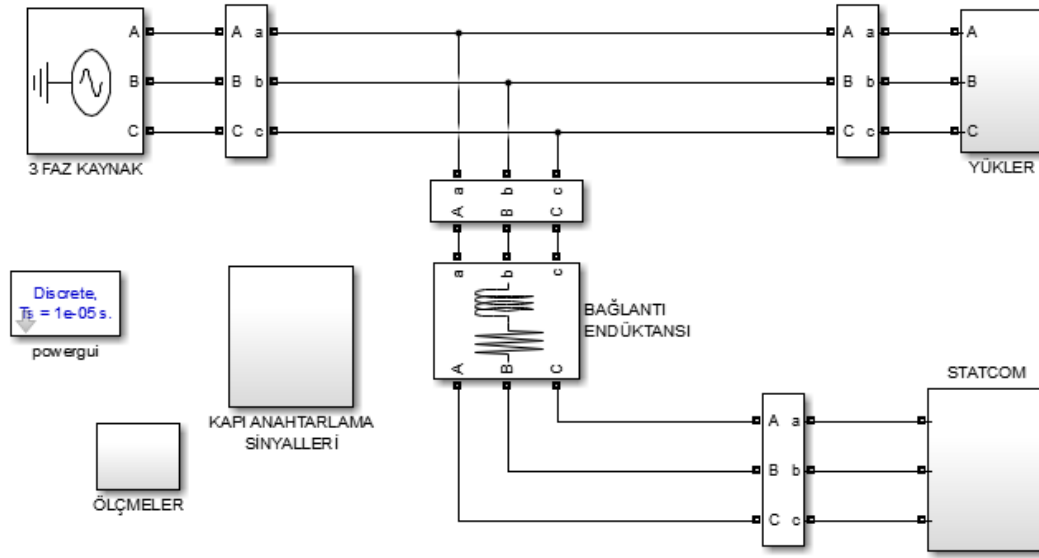 A A a A a A
B B b B b B
C C c C c C
3 FAZ KAYNAK
YÜKLER
a b c
A B C
a b c
Discrete,
Ts = 1e-05 s.
powergui
BAĞLANTI
ENDÜKTANSI
A B C
STATCOM
KAPI ANAHTARLAMA
SİNYALLERİ
A a
B b
C c
ÖLÇMELER